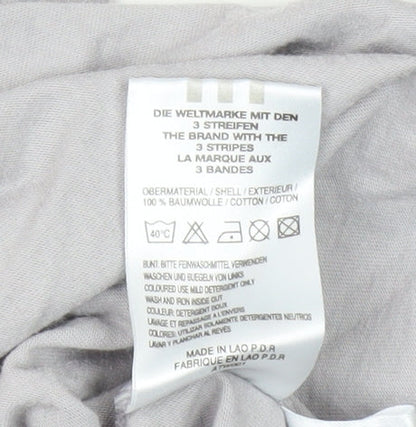 DIE WELTMARKE MIT DEN
3 STREIFEN
THE BRAND WITH THE
3 STRIPES
LA MARQUE AUX
3 BANDES
OBERMATERIAL / SHELL / EXTERIEUR /
100 % BAUMWOLLE / COTTON / COTON
40°C
BUNT: BITTE FEINWASCHMITTEL VERWENDEN
WASCHEN UND BUEGELN VON LINKS
COLOURED USE MILD DETERGENT ONLY
WASH AND IRON INSIDE OUT
COULEUR: DETERGENT DOUX
LAVAGE ET REPASSAGE A L'ENVERS
COLORES: UTILIZAR SOLAMENTE DETERGENTES NEUTROS
LAVAR Y PLANCHAR AL REVÉS
MADE IN LAO P.D.R
FABRIQUE EN LAO P.D.R